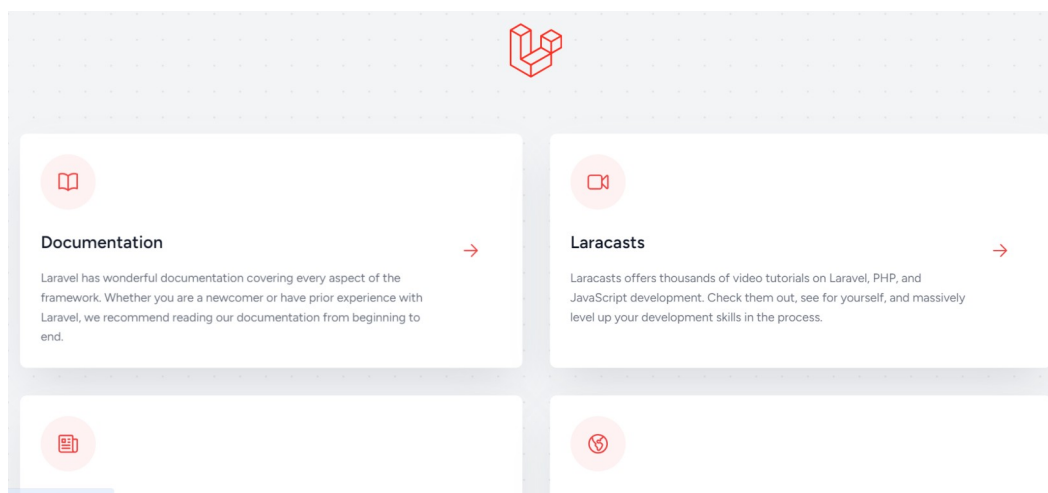 Documentation
Laravel has wonderful documentation covering every aspect of the
framework. Whether you are a newcomer or have prior experience with
Laravel, we recommend reading our documentation from beginning to
end.
Laracasts
Laracasts offers thousands of video tutorials on Laravel, PHP, and
JavaScript development. Check them out, see for yourself, and massively
level up your development skills in the process.